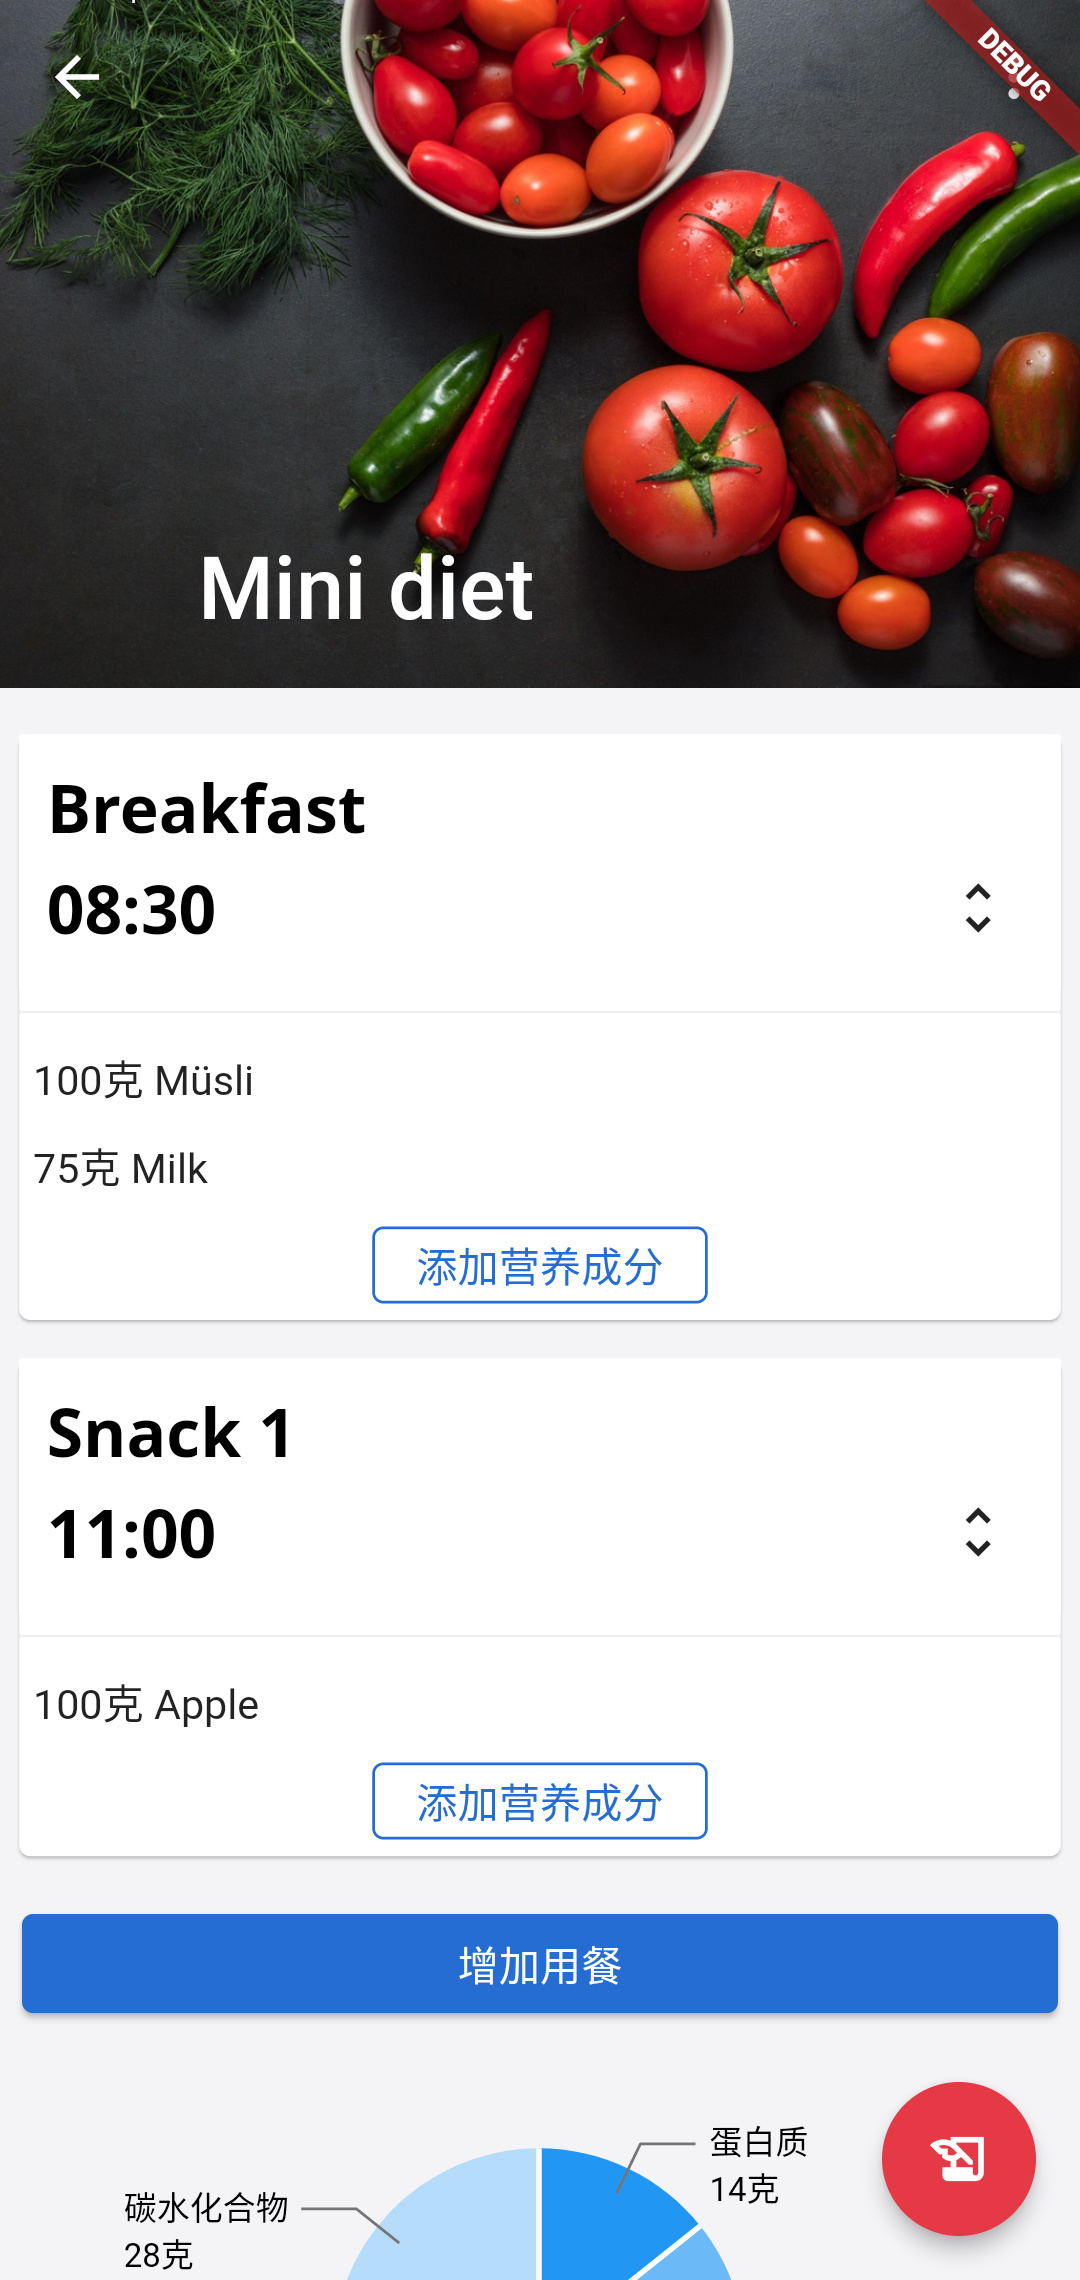 DEBUG
Mini diet
Breakfast
08:30
100克 Müsli
75克 Milk
添加营养成分
Snack 1
11:00
100克 Apple
添加营养成分
增加用餐
蛋白质
14克
碳水化合物
28克